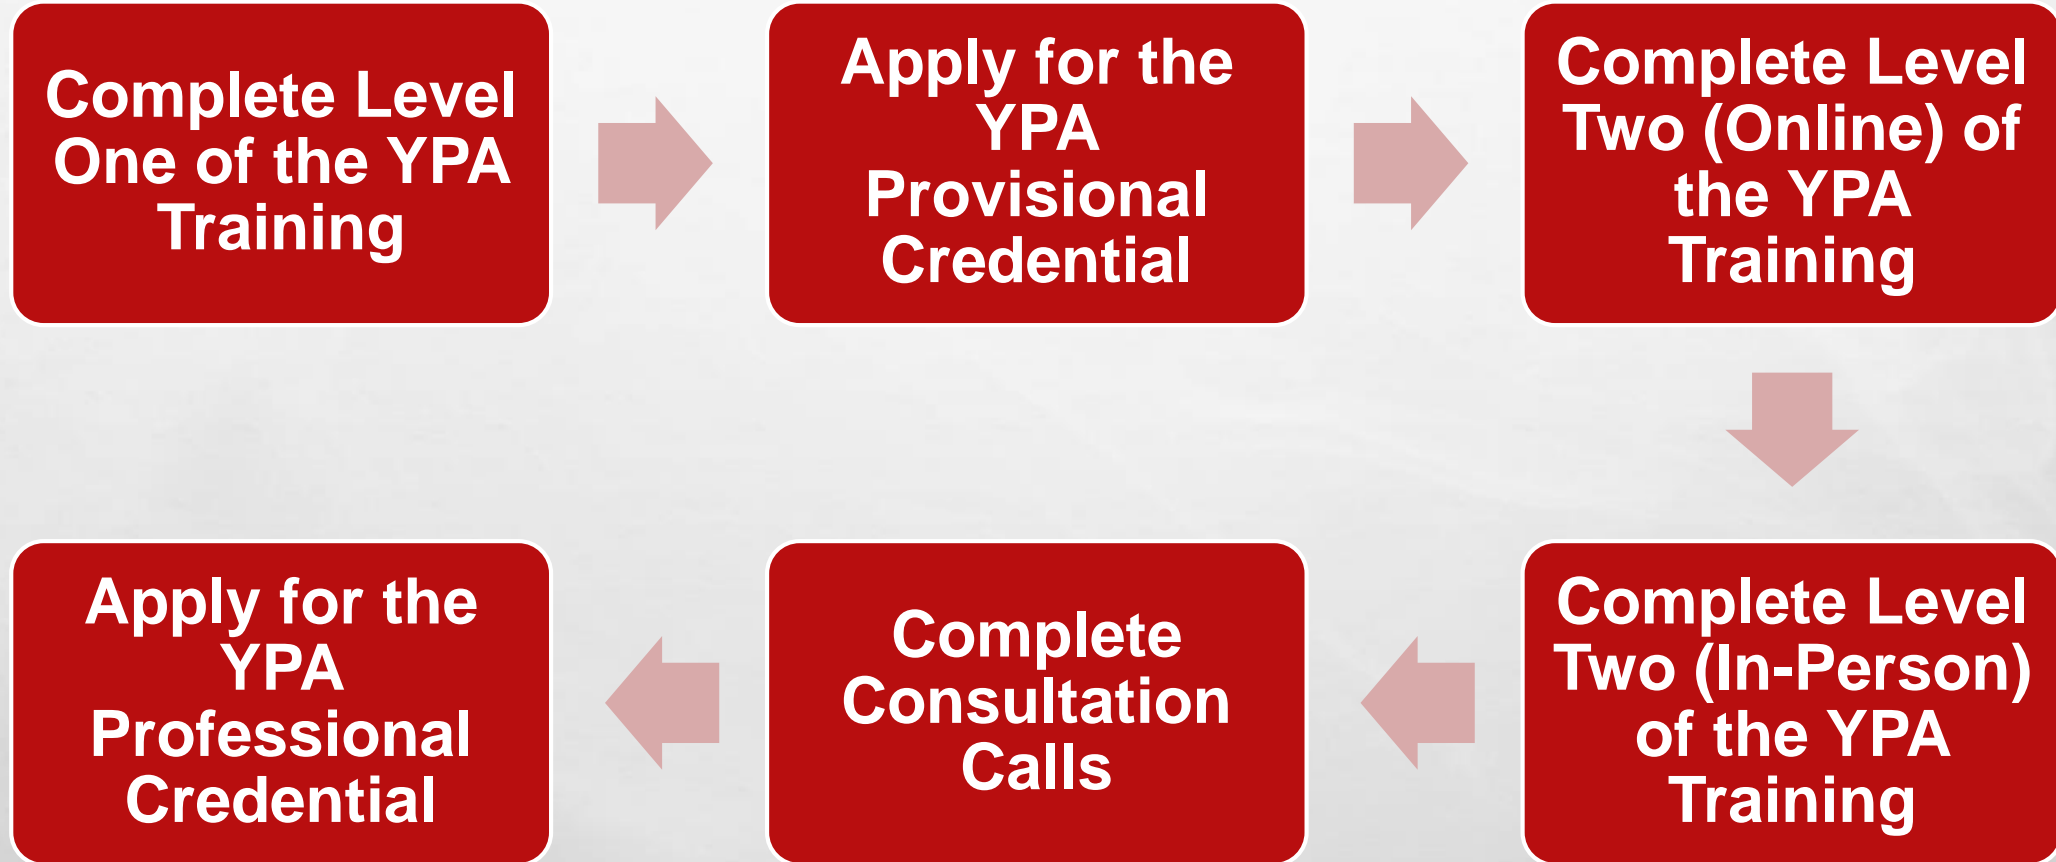 Complete Level
One of the YPA
Training
Apply for the
YPA
Provisional
Credential
Complete Level
Two (Online) of
the YPA
Training
Complete Level
Two (In-Person)
of the YPA
Training
Complete
Consultation
Calls
Apply for the
YPA
Professional
Credential